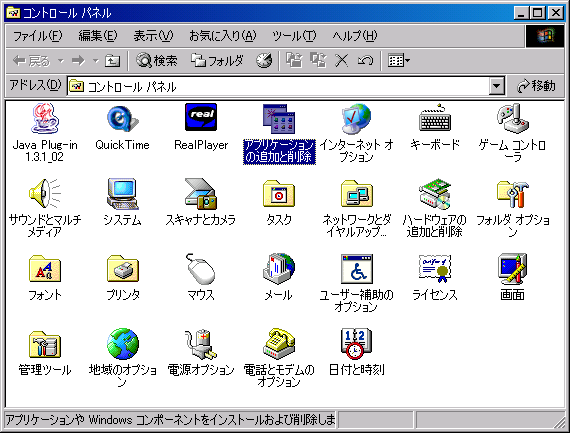 コントロール パネル
ファイル(F) 編集(E) 表示(V) お気に入り(A) ツール(T) ヘルプ(H)
戻る 検索 フォルダ
アドレス(D) コントロール パネル 移動
real
Java Plug-in
1.3.1_02
QuickTime
RealPlayer
アプリケーション
の追加と削除
インターネット オ
プション
キーボード
ゲーム コントロ
ーラ
サウンドとマルチ
メディア
システム
スキャナとカメラ
タスク
ネットワークとダ
イヤルアップ...
ハードウェアの
追加と削除
フォルダ オプショ
ン
フォント
プリンタ
マウス
メール
ユーザー補助の
オプション
ライセンス
画面
管理ツール
地域のオプショ
ン
電源オプション
電話とモデムの
オプション
日付と時刻
アプリケーションや Windows コンポーネントをインストールおよび削除しま